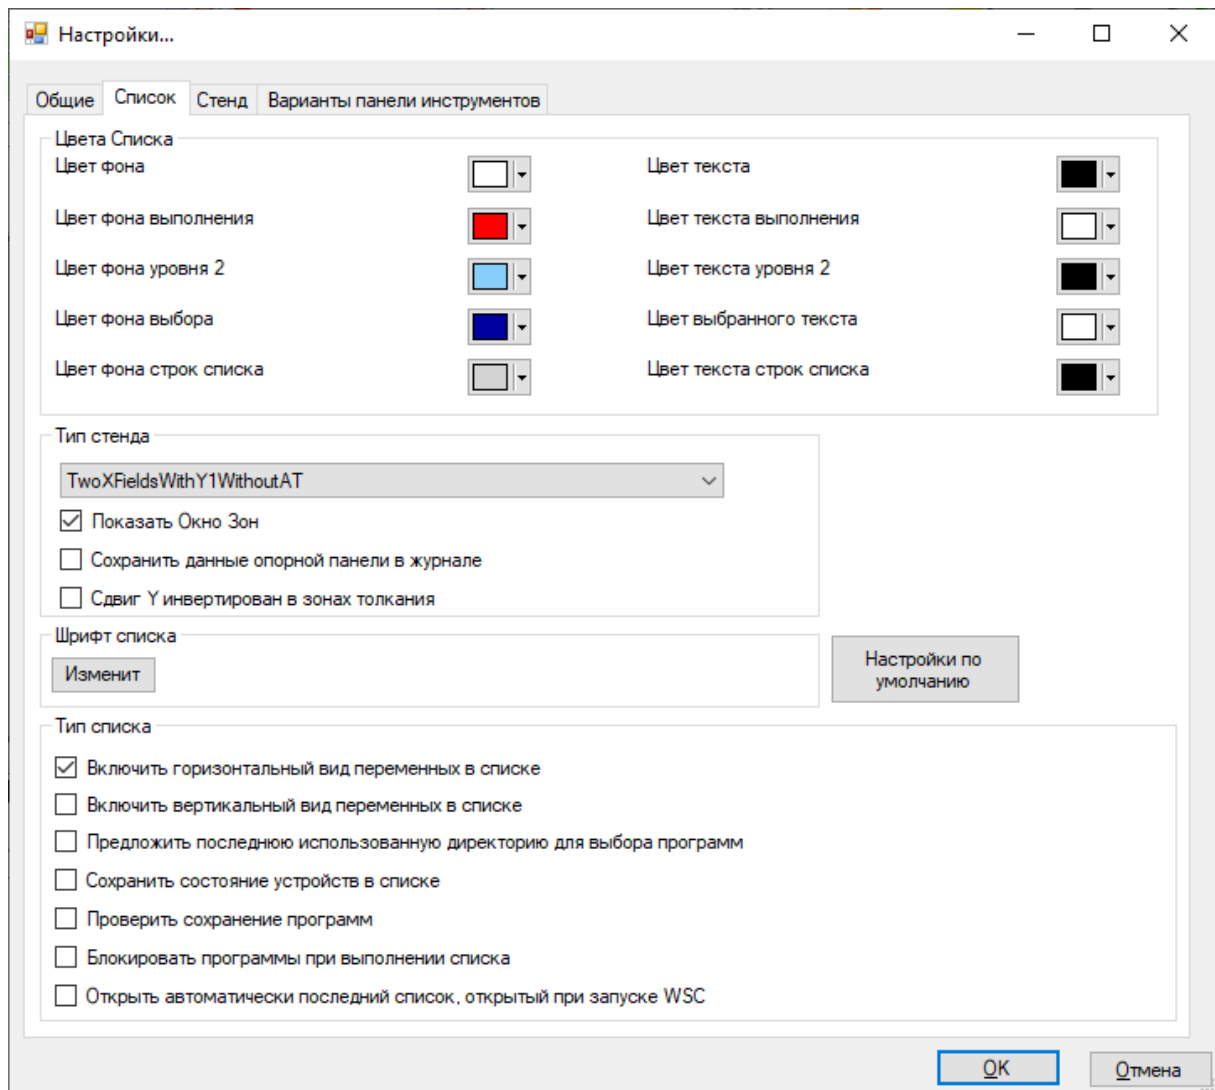 Настройки...
Общие Список Стенд Варианты панели инструментов
Цвета Списка
Цвет фона Цвет текста
Цвет фона выполнения Цвет текста выполнения
Цвет фона уровня 2 Цвет текста уровня 2
Цвет фона выбора Цвет выбранного текста
Цвет фона строк списка Цвет текста строк списка
Тип стенда
TwoXFieldsWithY1WithoutAT
Показать Окно Зон
Сохранить данные опорной панели в журнале
Сдвиг Y инвертирован в зонах толкания
Шрифт списка
Изменит
Настройки по
умолчанию
Тип списка
Включить горизонтальный вид переменных в списке
Включить вертикальный вид переменных в списке
Предложить последнюю использованную директорию для выбора программ
Сохранить состояние устройств в списке
Проверить сохранение программ
Блокировать программы при выполнении списка
Открыть автоматически последний список, открытый при запуске WSC
OK Отмена